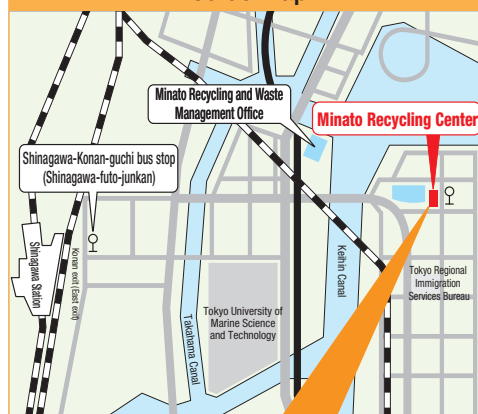 Minato Recycling and Waste
Management Office
Minato Recycling Center
Shinagawa-Konan-guchi bus stop
(Shinagawa-futo-junkan)
Shinagawa Station
Konan exit (East exit)
Takahama Canal
Tokyo University of
Marine Science
and Technology
Keihin Canal
Tokyo Regional
Immigration
Services Bureau